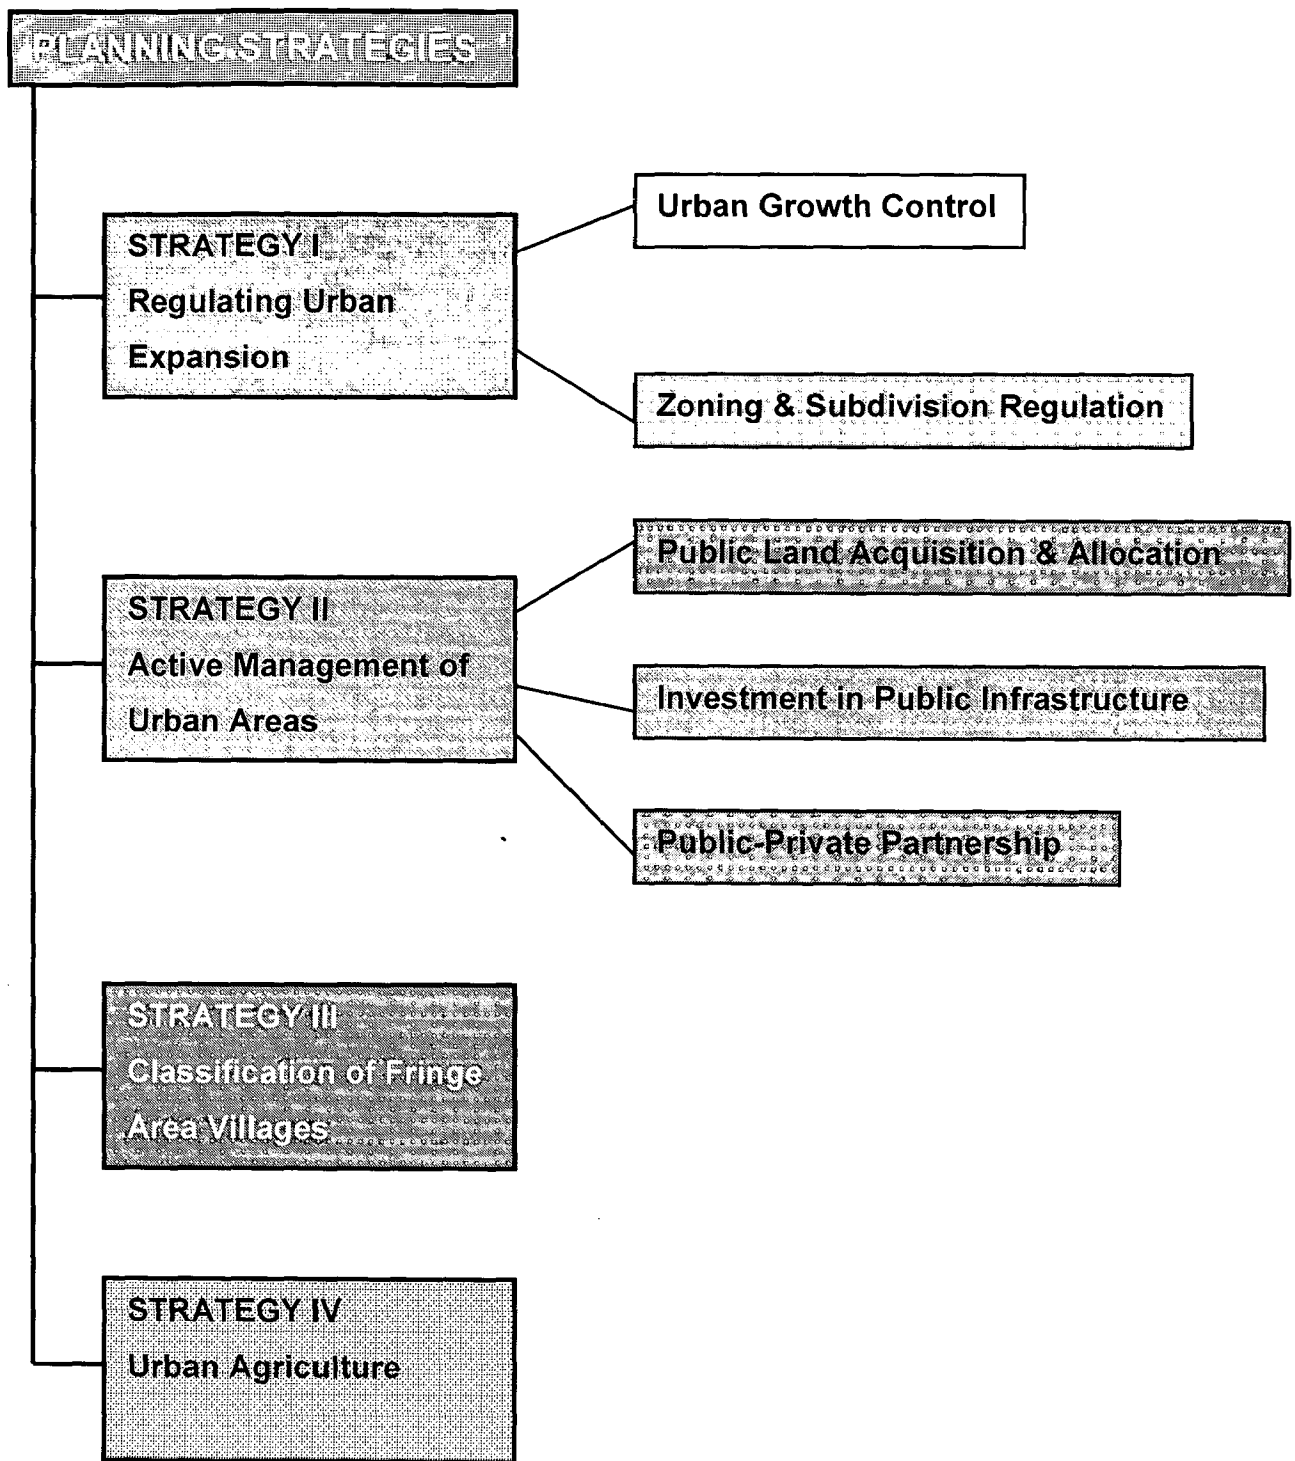 PLANNING STRATEGIES
STRATEGY I
Regulating Urban
Expansion
Urban Growth Control
Zoning & Subdivision Regulation
STRATEGY II
Active Management of
Urban Areas
Public Land Acquisition & Allocation
Investment in Public Infrastructure
Public-Private Partnership
STRATEGY III
Classification of Fringe
Area Villages
STRATEGY IV
Urban Agriculture